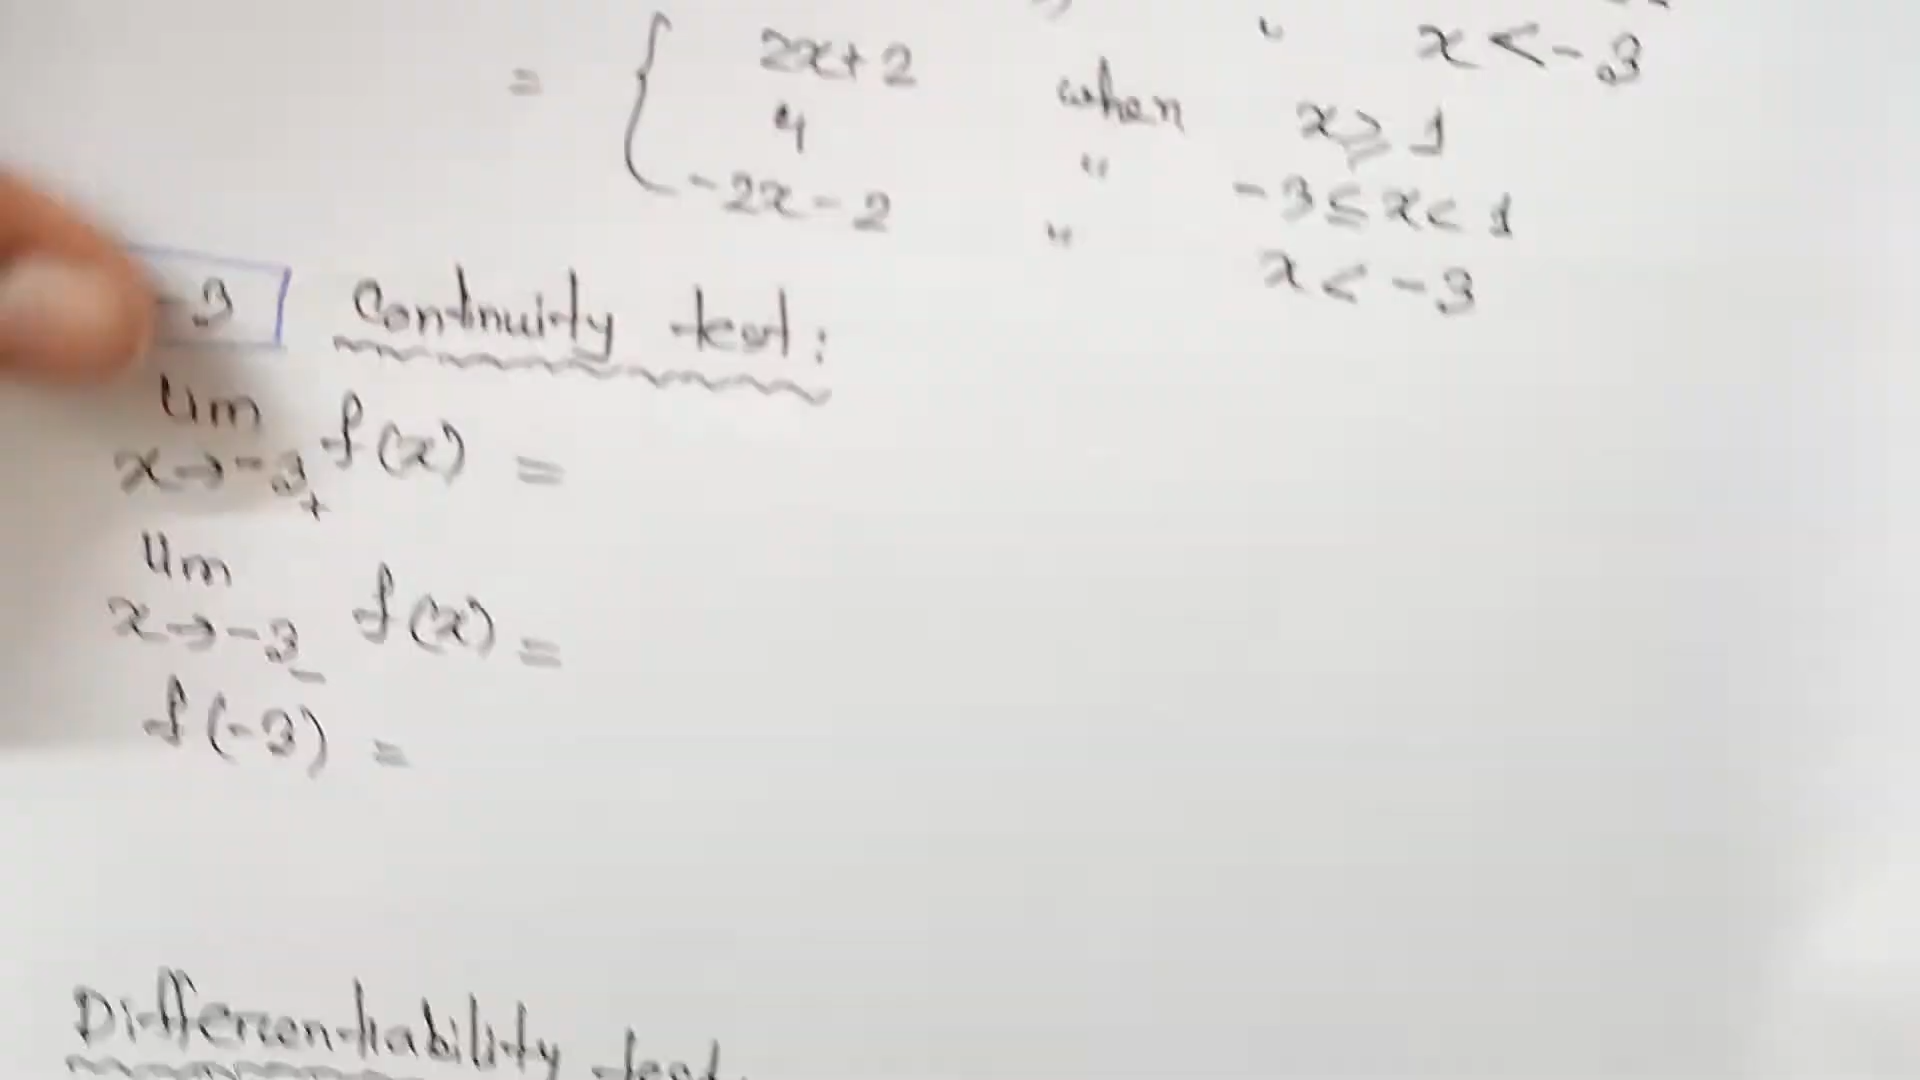 " x < -3
= { 2x+2 when x ≥ 1
4 " -3 ≤ x < 1
-2x-2 " x < -3
-3 Continuity test:
lim x→-3+ f(x) =
lim x→-3- f(x) =
f(-3) =
Differentiability test